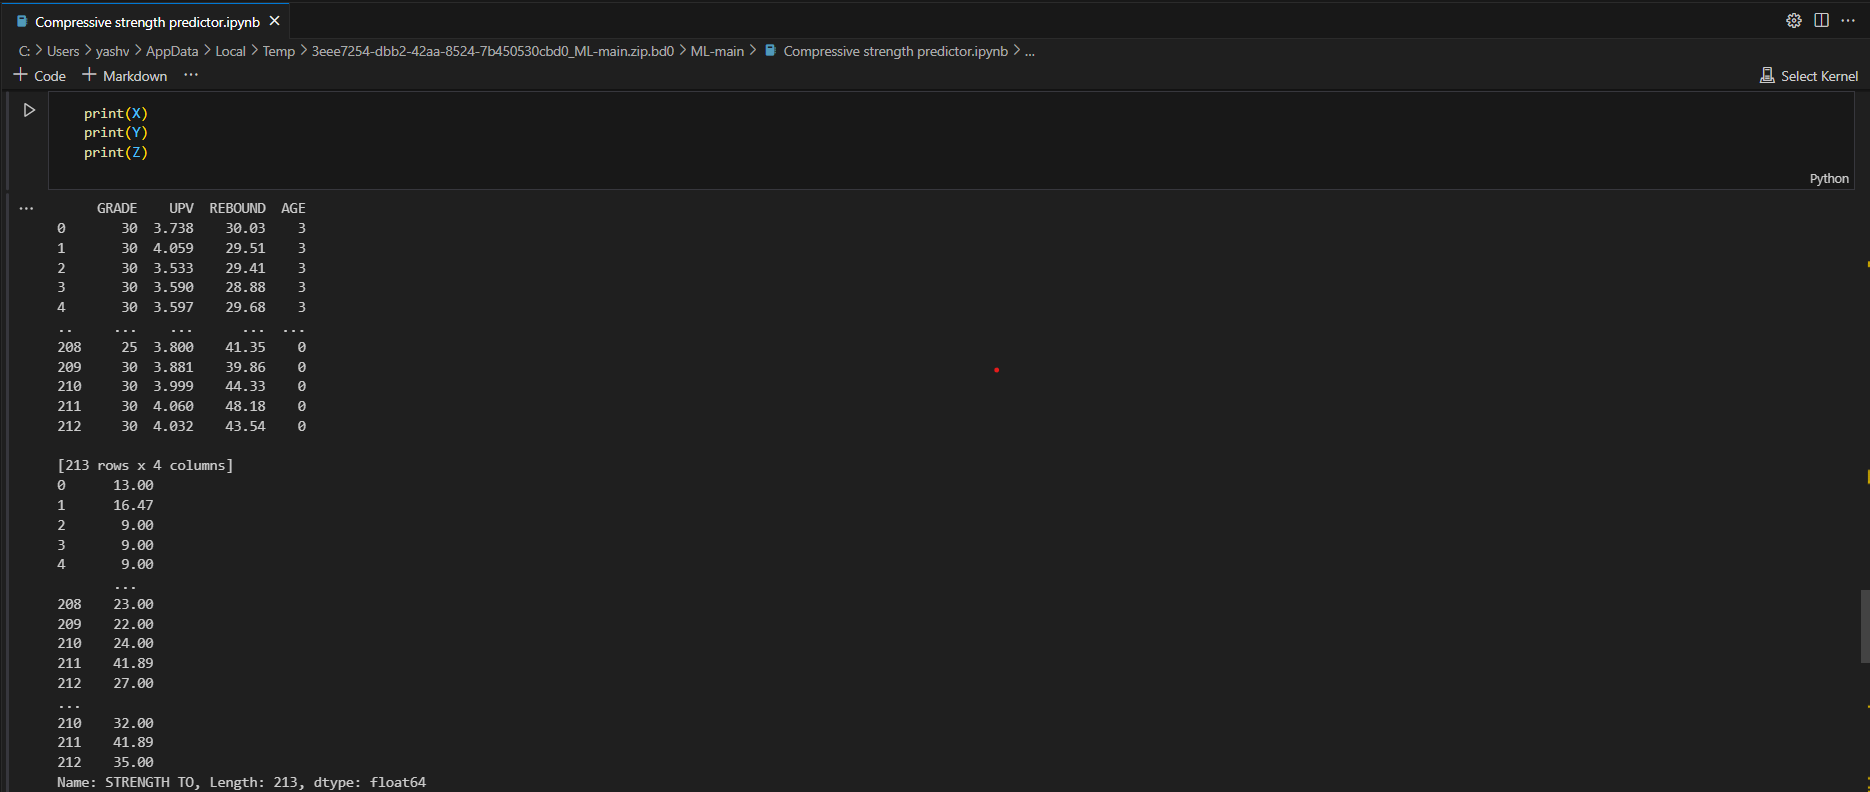 Compressive strength predictor.ipynb
C: > Users > yashv > AppData > Local > Temp > 3eee7254-dbb2-42aa-8524-7b450530cbd0_ML-main.zip.bd0 > ML-main > Compressive strength predictor.ipynb > ...
+ Code + Markdown ... Select Kernel
print(X)
print(Y)
print(Z)
Python
... GRADE UPV REBOUND AGE
0 30 3.738 30.03 3
1 30 4.059 29.51 3
2 30 3.533 29.41 3
3 30 3.590 28.88 3
4 30 3.597 29.68 3
.. ... ... ... ...
208 25 3.800 41.35 0
209 30 3.881 39.86 0
210 30 3.999 44.33 0
211 30 4.060 48.18 0
212 30 4.032 43.54 0
[213 rows x 4 columns]
0 13.00
1 16.47
2 9.00
3 9.00
4 9.00
...
208 23.00
209 22.00
210 24.00
211 41.89
212 27.00
...
210 32.00
211 41.89
212 35.00
Name: STRENGTH TO, Length: 213, dtype: float64